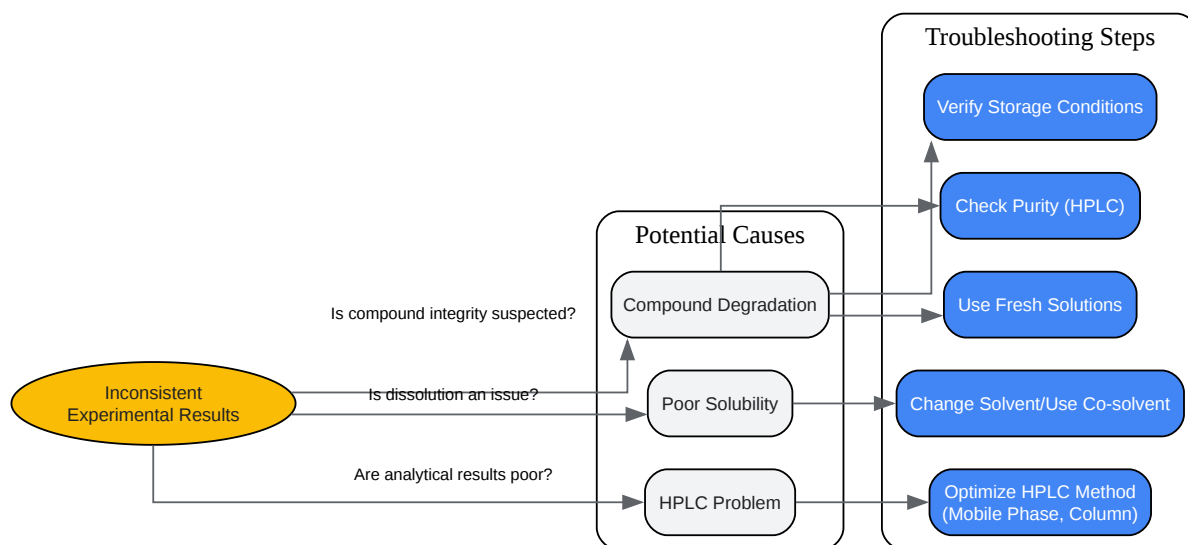 Troubleshooting Steps
Verify Storage Conditions
Check Purity (HPLC)
Potential Causes
Compound Degradation
Use Fresh Solutions
Is compound integrity suspected?
Inconsistent
Experimental Results
Is dissolution an issue?
Poor Solubility
Change Solvent/Use Co-solvent
Are analytical results poor?
HPLC Problem
Optimize HPLC Method
(Mobile Phase, Column)